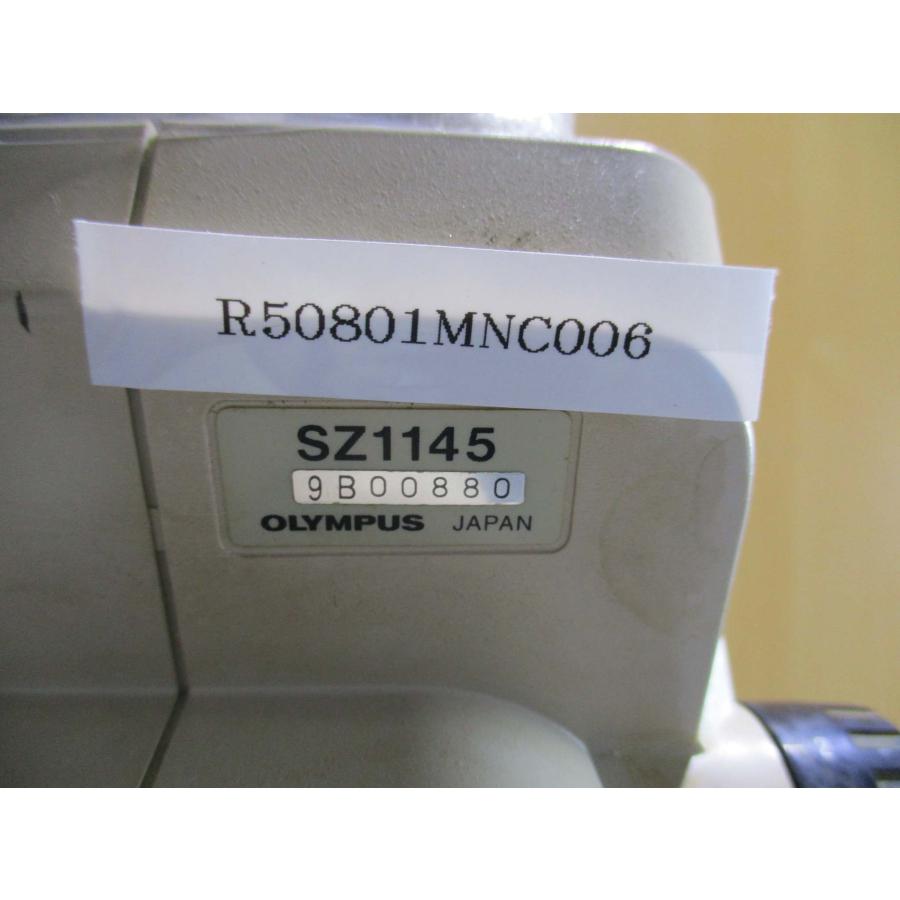 R50801MNC006
SZ1145
9B00880
OLYMPUS JAPAN